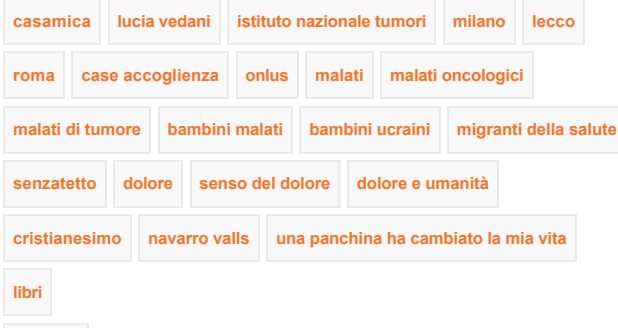 casamica lucia vedani istituto nazionale tumori milano lecco
roma case accoglienza onlus malati malati oncologici
malati di tumore bambini malati bambini ucraini migranti della salute
senzatetto dolore senso del dolore dolore e umanità
cristianesimo navarro valls una panchina ha cambiato la mia vita
libri